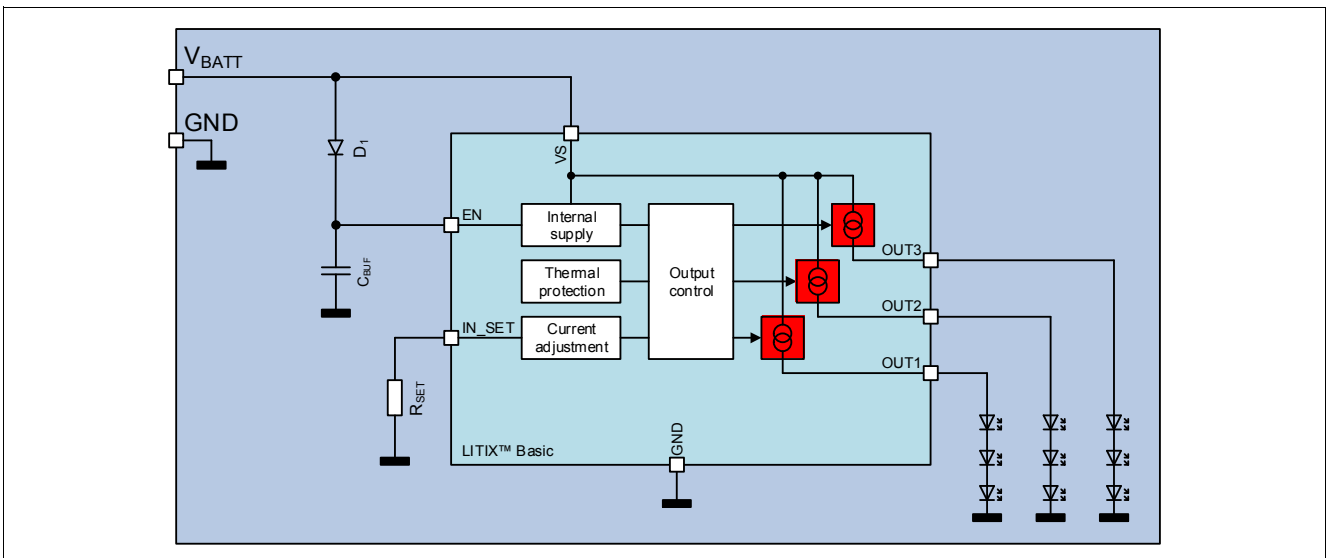 VBATT
GND
D1
VS
EN
Internal
supply
OUT3
CBUF
Thermal
protection
Output
control
OUT2
IN_SET
Current
adjustment
OUT1
RSET
LITIX™ Basic
GND